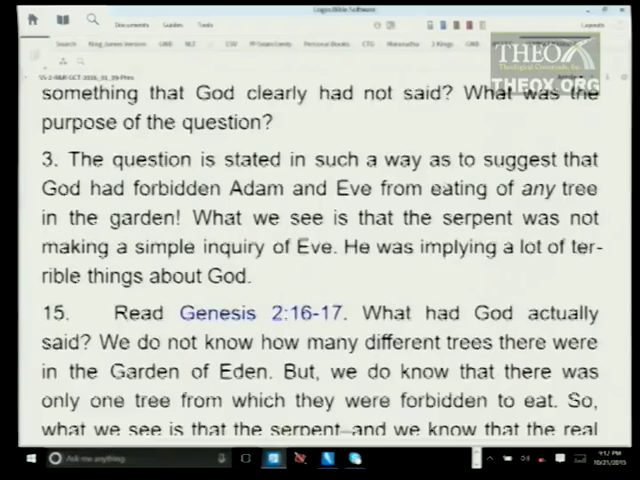 Logos Bible Software
Documents Guides Tools
Layouts
Search King James Version Personal Books 2 Kings
THEOX
THEOX.ORG
something that God clearly had not said? What was the
purpose of the question?
3. The question is stated in such a way as to suggest that
God had forbidden Adam and Eve from eating of any tree
in the garden! What we see is that the serpent was not
making a simple inquiry of Eve. He was implying a lot of ter-
rible things about God.
15. Read Genesis 2:16-17. What had God actually
said? We do not know how many different trees there were
in the Garden of Eden. But, we do know that there was
only one tree from which they were forbidden to eat. So,
what we see is that the serpent—and we know that the real
Ask me anything
10/21/2015